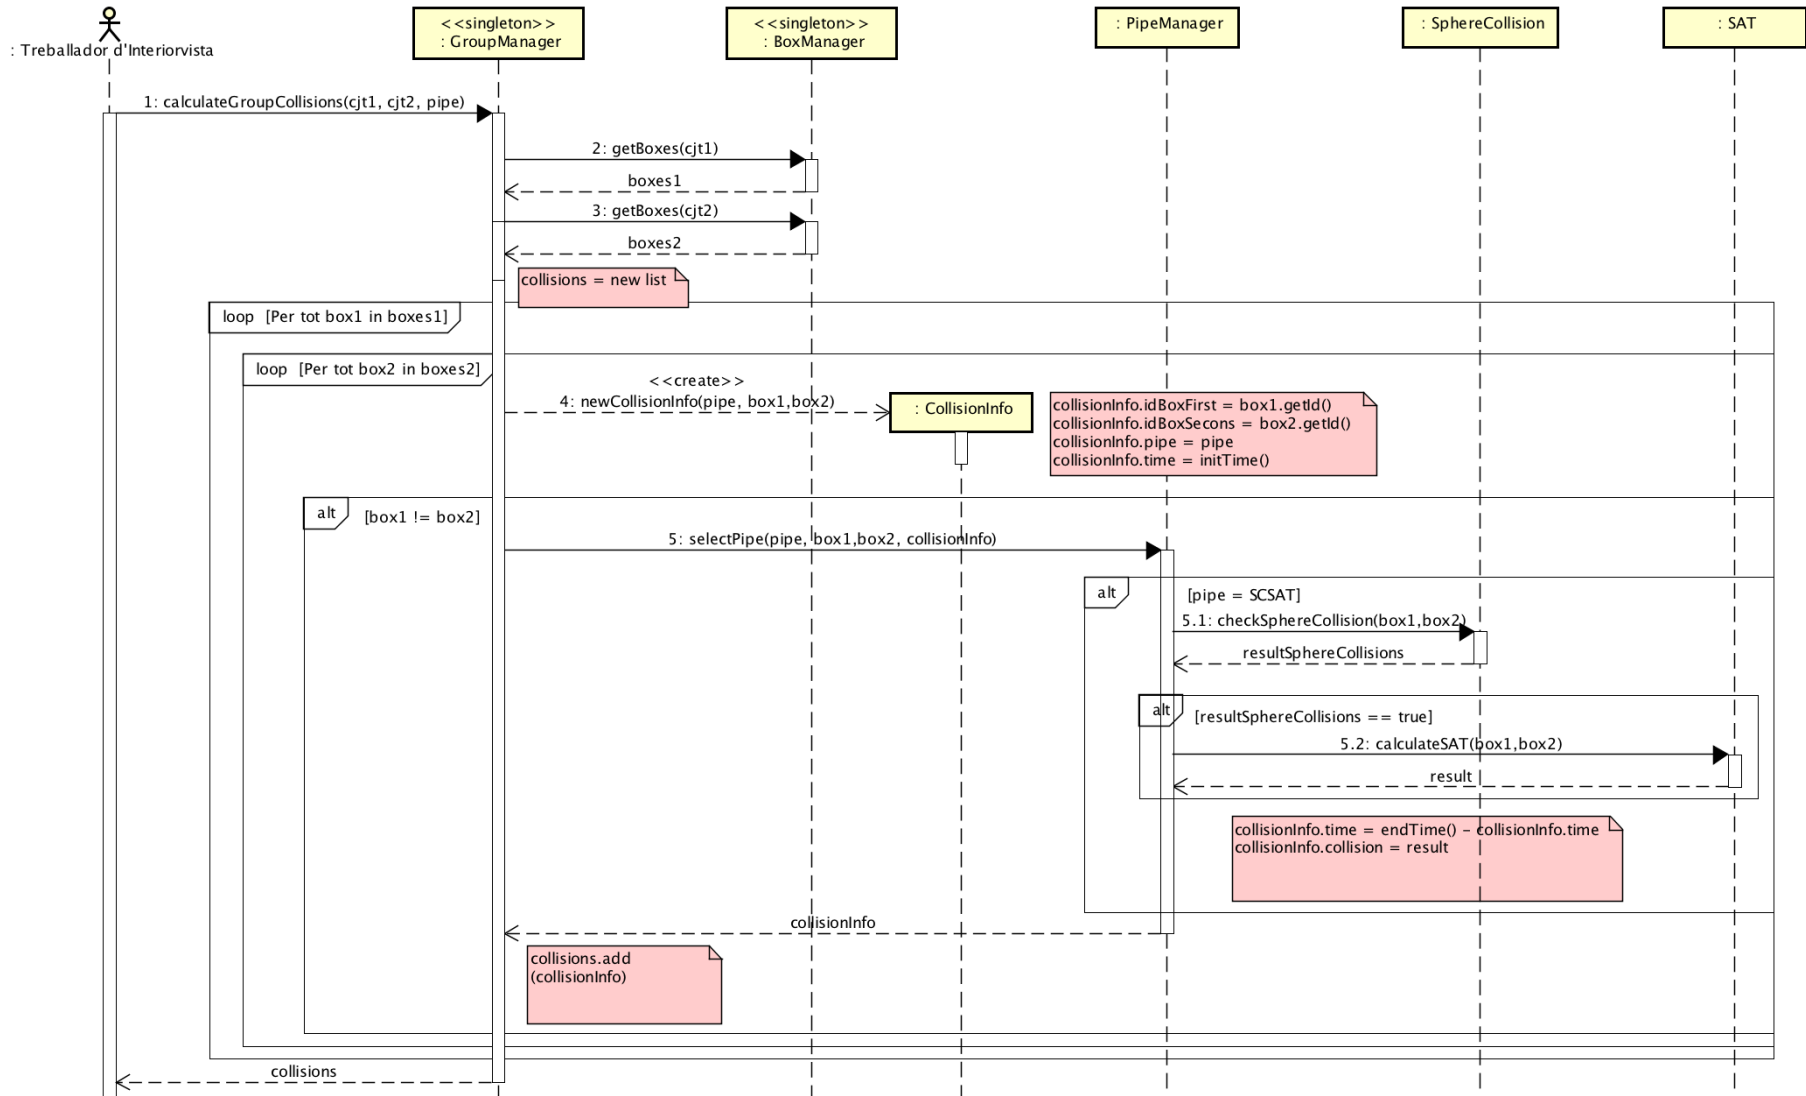 : Treballador d'Interiorvista
<<singleton>>
: GroupManager
<<singleton>>
: BoxManager
: PipeManager
: SphereCollision
: SAT
1: calculateGroupCollisions(cjt1, cjt2, pipe)
2: getBoxes(cjt1)
boxes1
3: getBoxes(cjt2)
boxes2
collisions = new list
loop [Per tot box1 in boxes1]
loop [Per tot box2 in boxes2]
<<create>>
4: newCollisionInfo(pipe, box1,box2)
: CollisionInfo
collisionInfo.idBoxFirst = box1.getId()
collisionInfo.idBoxSecons = box2.getId()
collisionInfo.pipe = pipe
collisionInfo.time = initTime()
alt [box1 != box2]
5: selectPipe(pipe, box1,box2, collisionInfo)
alt [pipe = SCSAT]
5.1: checkSphereCollision(box1,box2)
resultSphereCollisions
alt [resultSphereCollisions == true]
5.2: calculateSAT(box1,box2)
result
collisionInfo.time = endTime() - collisionInfo.time
collisionInfo.collision = result
collisionInfo
collisions.add
(collisionInfo)
collisions